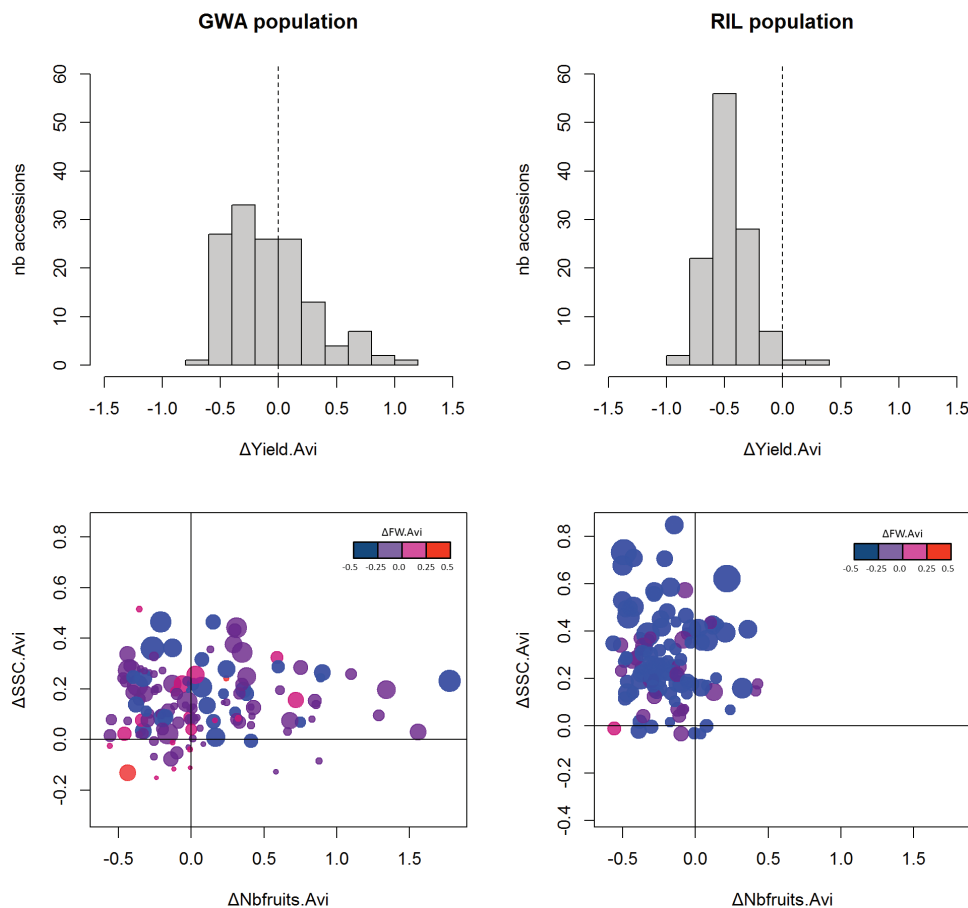 GWA population
RIL population
nb accessions
60
50
40
30
20
10
0
-1.5 -1.0 -0.5 0.0 0.5 1.0 1.5
ΔYield.Avi
nb accessions
60
50
40
30
20
10
0
-1.5 -1.0 -0.5 0.0 0.5 1.0 1.5
ΔYield.Avi
ΔSSC.Avi
0.8
0.6
0.4
0.2
0.0
-0.2
ΔFW.Avi
-0.5 -0.25 0.0 0.25 0.5
-0.5 0.0 0.5 1.0 1.5
ΔNbfruits.Avi
ΔSSC.Avi
0.8
0.6
0.4
0.2
0.0
-0.2
-0.4
ΔFW.Avi
-0.5 -0.25 0.0 0.25 0.5
-0.5 0.0 0.5 1.0 1.5
ΔNbfruits.Avi